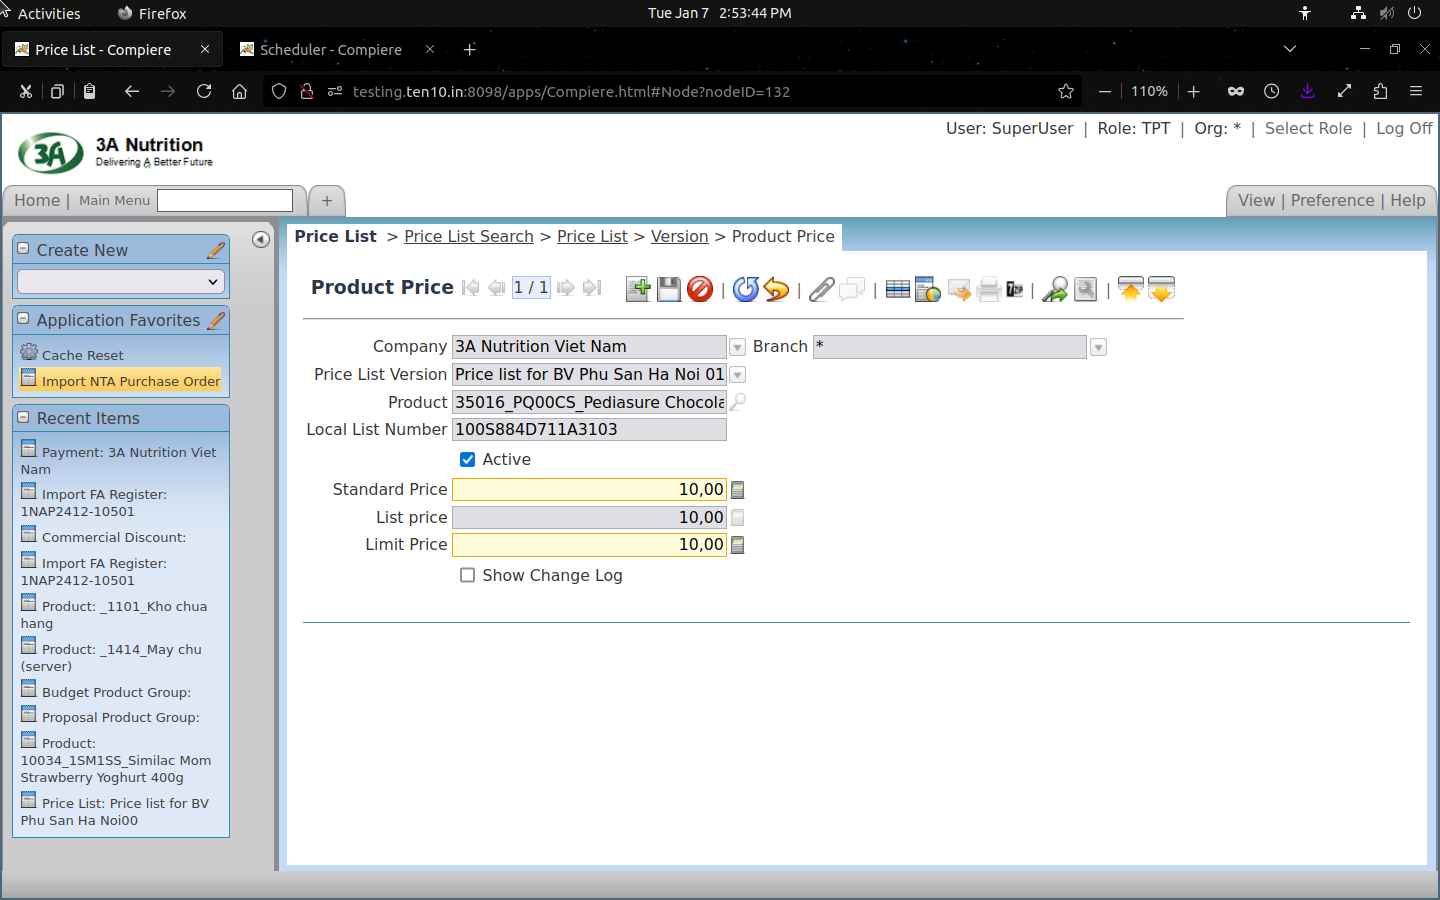 Activities
Firefox
Tue Jan 7 2:53:44 PM
Price List - Compiere
Scheduler - Compiere
testing.ten10.in:8098/apps/Compiere.html#Node?nodeID=132
110%
3A
3A Nutrition
Delivering A Better Future
User: SuperUser | Role: TPT | Org: * | Select Role | Log Off
Home | Main Menu
+
View | Preference | Help
Create New
Application Favorites
Cache Reset
Import NTA Purchase Order
Recent Items
Payment: 3A Nutrition Viet
Nam
Import FA Register:
1NAP2412-10501
Commercial Discount:
Import FA Register:
1NAP2412-10501
Product: _1101_Kho chua
hang
Product: _1414_May chu
(server)
Budget Product Group:
Proposal Product Group:
Product:
10034_1SM1SS_Similac Mom
Strawberry Yoghurt 400g
Price List: Price list for BV
Phu San Ha Noi00
Price List > Price List Search > Price List > Version > Product Price
Product Price
1 / 1
Company 3A Nutrition Viet Nam
Branch *
Price List Version Price list for BV Phu San Ha Noi 01
Product 35016_PQ00CS_Pediasure Chocola
Local List Number 100S884D711A3103
Active
Standard Price 10,00
List price 10,00
Limit Price 10,00
Show Change Log